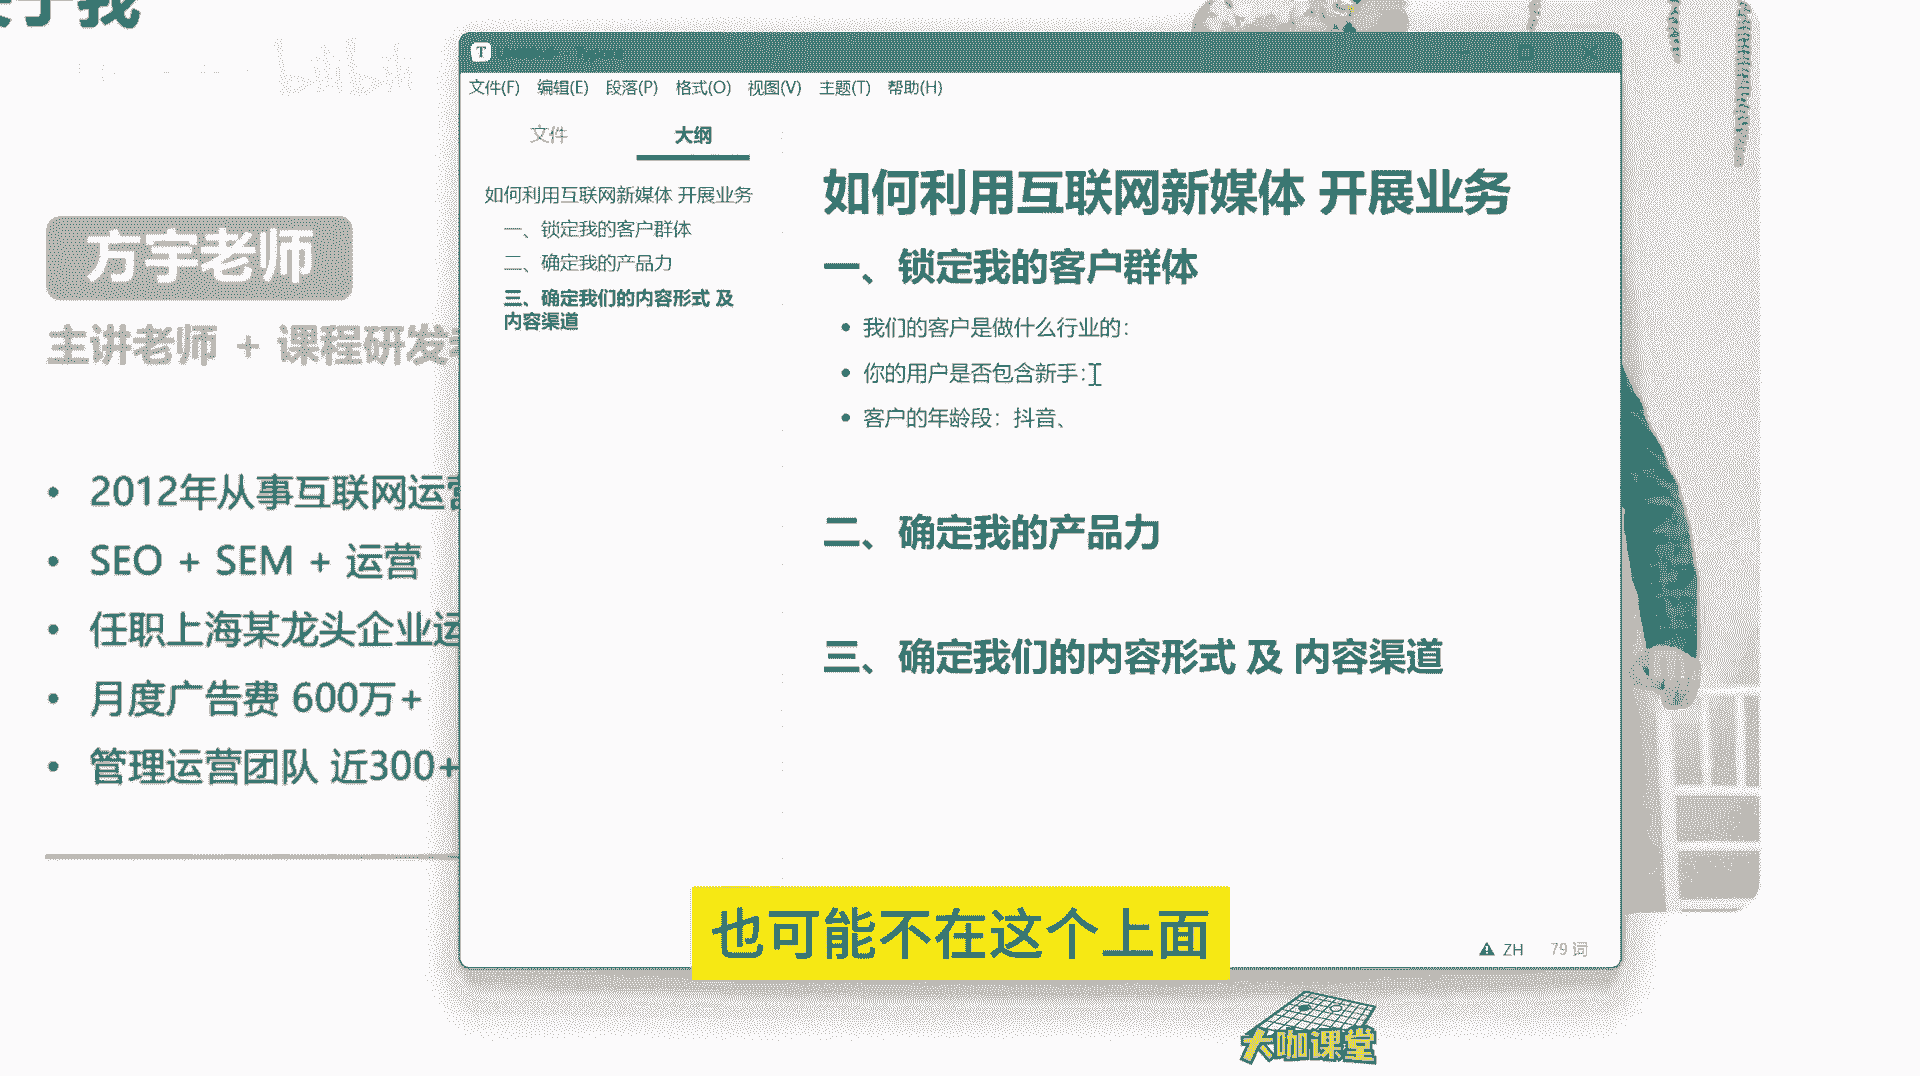 方宇老师
主讲老师 + 课程研发
2012年从事互联网运营
SEO + SEM + 运营
任职上海某龙头企业运
月度广告费 600万+
管理运营团队 近300+
文件(F) 编辑(E) 段落(P) 格式(O) 视图(V) 主题(T) 帮助(H)
文件 大纲
如何利用互联网新媒体 开展业务
一、锁定我的客户群体
二、确定我的产品力
三、确定我们的内容形式 及
内容渠道
如何利用互联网新媒体 开展业务
一、锁定我的客户群体
我们的客户是做什么行业的：
你的用户是否包含新手：
客户的年龄段：抖音、
二、确定我的产品力
三、确定我们的内容形式 及 内容渠道
ZH 79 词
也可能不在这个上面
大咖课堂